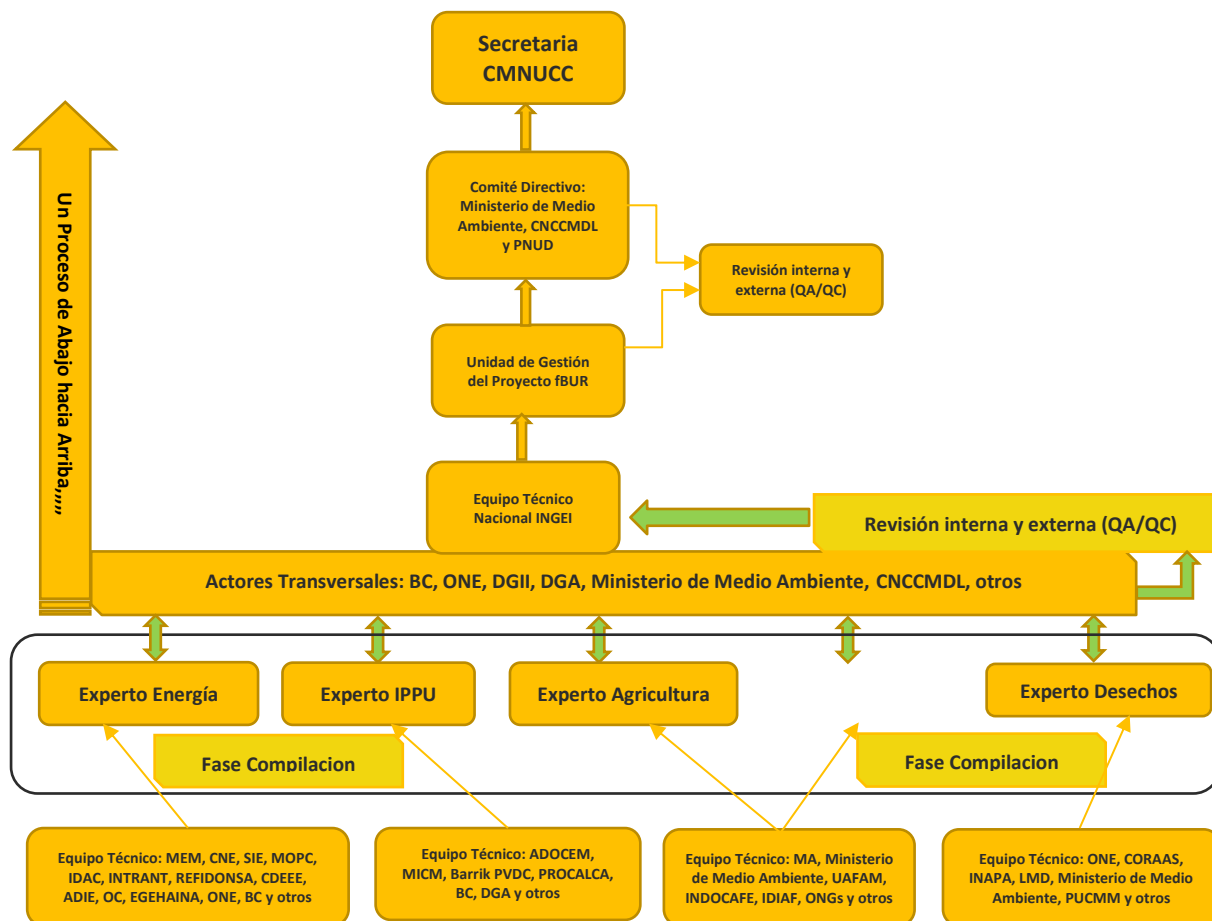 Secretaria
CMNUCC
Comité Directivo:
Ministerio de Medio
Ambiente, CNCCMDL
y PNUD
Revisión interna y
externa (QA/QC)
Unidad de Gestión
del Proyecto fBUR
Un Proceso de Abajo hacia Arriba,,,,,
Equipo Técnico
Nacional INGEI
Revisión interna y externa (QA/QC)
Actores Transversales: BC, ONE, DGII, DGA, Ministerio de Medio Ambiente, CNCCMDL, otros
Experto Energía
Experto IPPU
Experto Agricultura
Experto Desechos
Fase Compilacion
Fase Compilacion
Equipo Técnico: MEM, CNE, SIE, MOPC,
IDAC, INTRANT, REFIDONSA, CDEEE,
ADIE, OC, EGEHAINA, ONE, BC y otros
Equipo Técnico: ADOCEM,
MICM, Barrik PVDC, PROCALCA,
BC, DGA y otros
Equipo Técnico: MA, Ministerio
de Medio Ambiente, UAFAM,
INDOCAFE, IDIAF, ONGs y otros
Equipo Técnico: ONE, CORAAS,
INAPA, LMD, Ministerio de Medio
Ambiente, PUCMM y otros